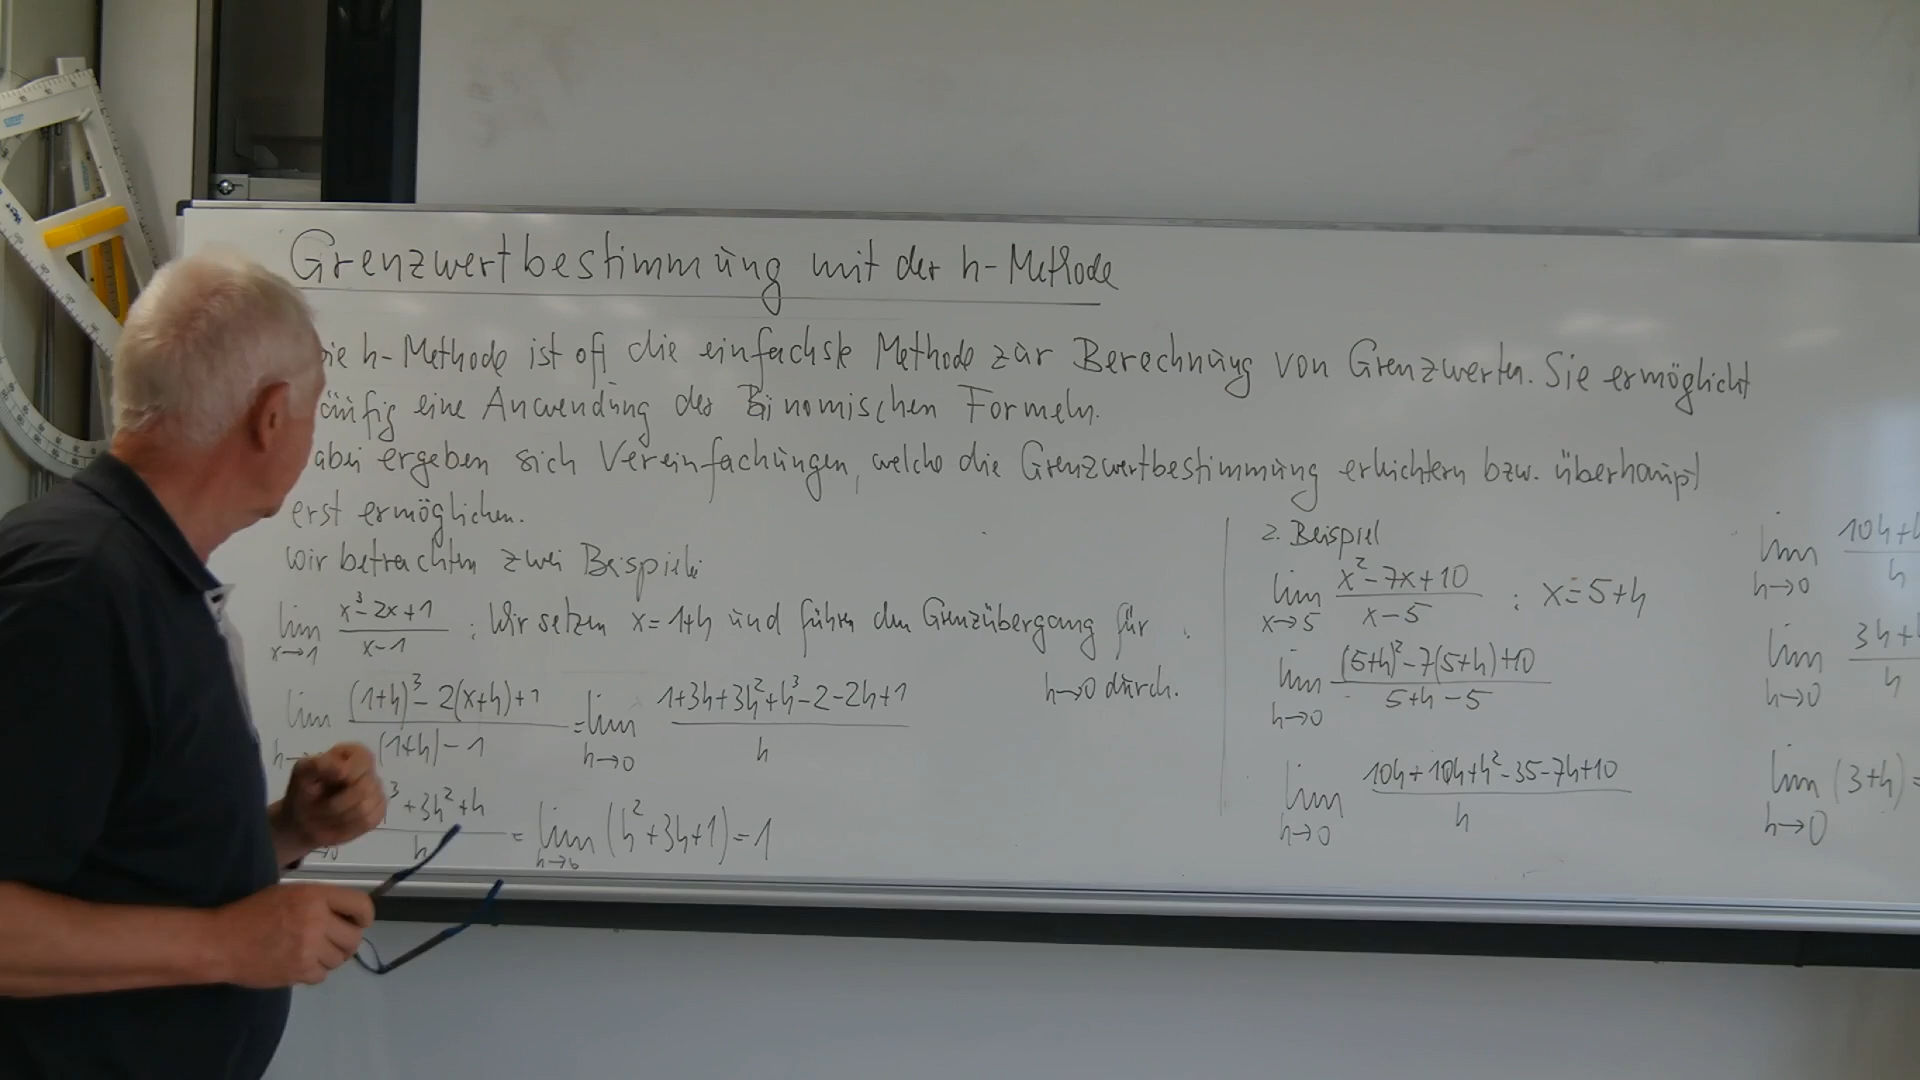 Grenzwertbestimmung mit der h-Methode
ie h-Methode ist oft die einfachste Methode zur Berechnung von Grenzwerten. Sie ermöglicht
äufig eine Anwendung der Binomischen Formeln.
abei ergeben sich Vereinfachungen, welche die Grenzwertbestimmung erleichtern bzw. überhaupt
erst ermöglichen.
wir betrachten zwei Beispiele
lim x→1 (x³-2x+1)/(x-1) ; Wir setzen x=1+h und führen den Grenzübergang für
h→0 durch.
lim h→ ((1+h)³-2(x+h)+1)/((1+h)-1) = lim h→0 (1+3h+3h²+h³-2-2h+1)/h
→0 (³+3h²+h)/h = lim h→0 (h²+3h+1)=1
2. Beispiel
lim x→5 (x²-7x+10)/(x-5) ; x=5+h
lim h→0 ((5+h)²-7(5+h)+10)/(5+h-5)
lim h→0 (10h+10h+h²-35-7h+10)/h
lim h→0 (10h+h)/h
lim h→0 (3h+)/h
lim h→0 (3+h)=